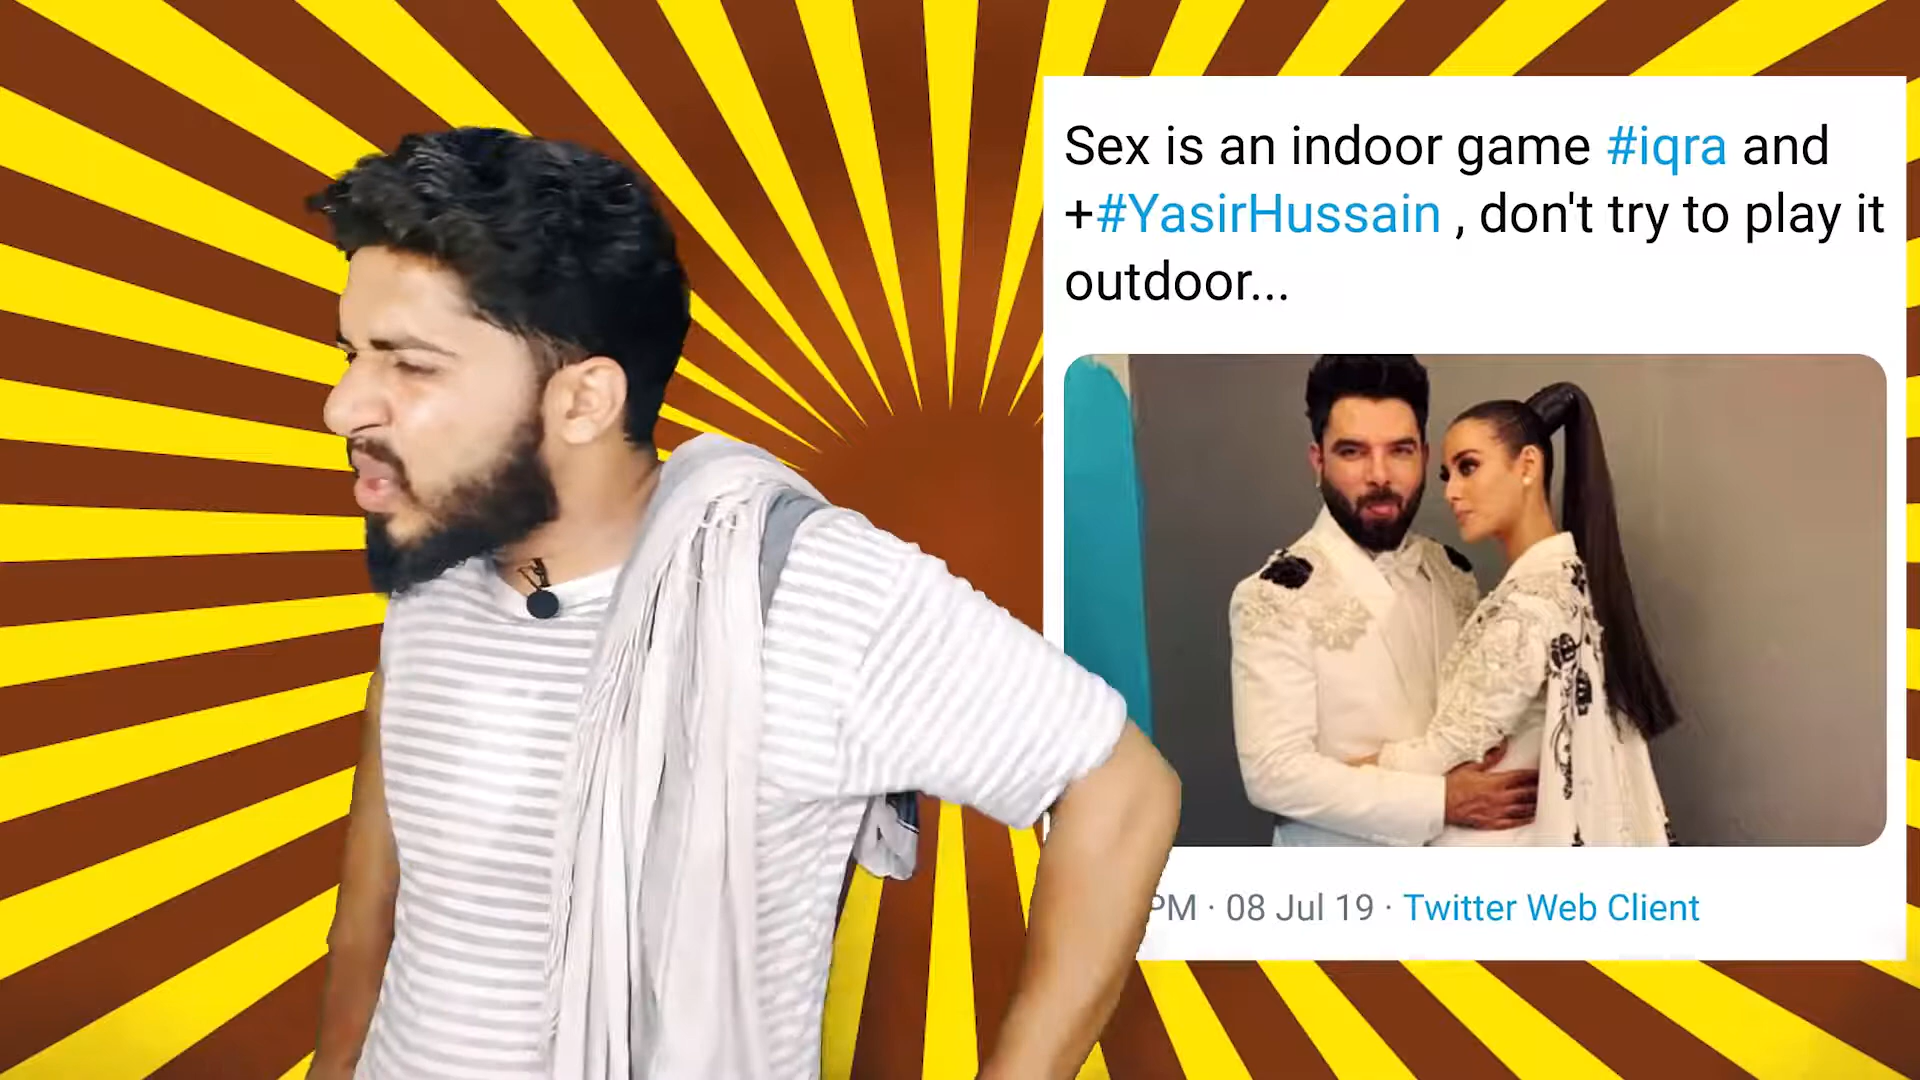 Sex is an indoor game #iqra and
+#YasirHussain , don't try to play it
outdoor...
PM · 08 Jul 19 · Twitter Web Client